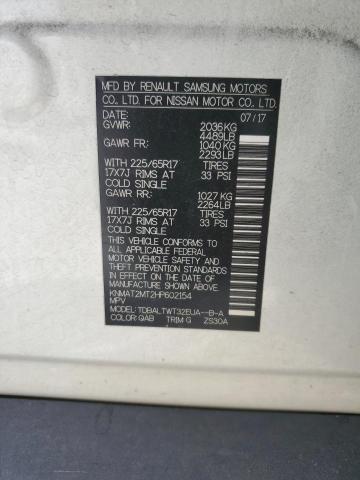 MFD BY RENAULT SAMSUNG MOTORS
CO. LTD. FOR NISSAN MOTOR CO. LTD.
DATE: 07/17
GVWR: 2036KG
4489LB
GAWR FR: 1040KG
2293LB
WITH 225/65R17 TIRES
17X7J RIMS AT 33 PSI
COLD SINGLE
GAWR RR: 1027 KG
2264LB
WITH 225/65R17 TIRES
17X7J RIMS AT 33 PSI
COLD SINGLE
THIS VEHICLE CONFORMS TO ALL
APPLICABLE FEDERAL MOTOR
VEHICLE SAFETY AND THEFT
PREVENTION STANDARDS IN
EFFECT ON THE DATE OF
MANUFACTURE SHOWN ABOVE.
KNMAT2MT2HP602154
MPV
MODEL: TDBALTWT32EUA--B-A
COLOR: QAB TRIM G ZS30A